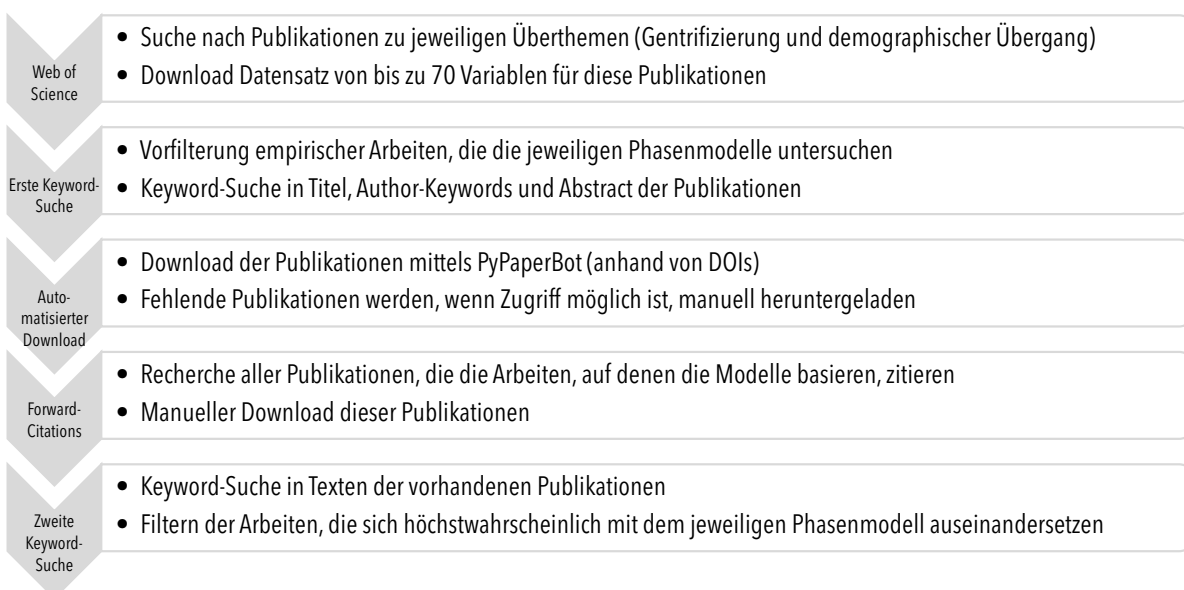 Web of
Science
• Suche nach Publikationen zu jeweiligen Überthemen (Gentrifizierung und demographischer Übergang)
• Download Datensatz von bis zu 70 Variablen für diese Publikationen
Erste Keyword-
Suche
• Vorfilterung empirischer Arbeiten, die die jeweiligen Phasenmodelle untersuchen
• Keyword-Suche in Titel, Author-Keywords und Abstract der Publikationen
Auto-
matisierter
Download
• Download der Publikationen mittels PyPaperBot (anhand von DOIs)
• Fehlende Publikationen werden, wenn Zugriff möglich ist, manuell heruntergeladen
Forward-
Citations
• Recherche aller Publikationen, die die Arbeiten, auf denen die Modelle basieren, zitieren
• Manueller Download dieser Publikationen
Zweite
Keyword-
Suche
• Keyword-Suche in Texten der vorhandenen Publikationen
• Filtern der Arbeiten, die sich höchstwahrscheinlich mit dem jeweiligen Phasenmodell auseinandersetzen